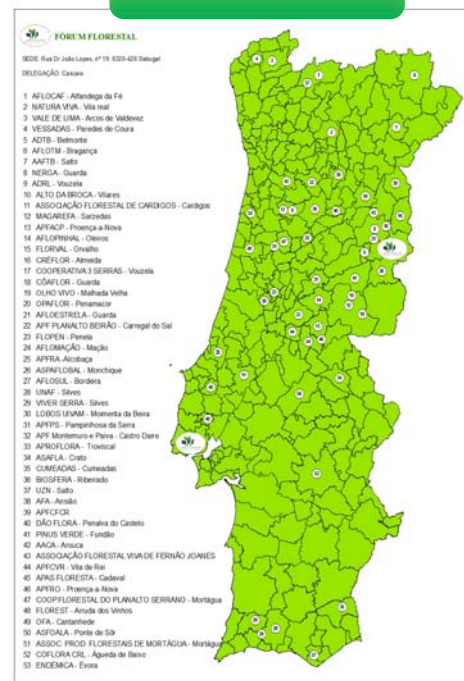 FÓRUM FLORESTAL
SEDE: Rua Dr João Lopes, nº 19, 6320-420 Sabugal
DELEGAÇÃO: Cascais
1 AFLOCAF - Alfandega da Fé
2 NATURA VIVA - Vila real
3 VALE DE LIMA - Arcos de Valdevez
4 VESSADAS - Paredes de Coura
5 ADTB - Belmonte
6 AFLOTM - Bragança
7 AAFTB - Salto
8 NERGA - Guarda
9 ADRL - Vouzela
10 ALTO DA BROCA - Vilares
11 ASSOCIAÇÃO FLORESTAL DE CARDIGOS - Cardigos
12 MAGAREFA - Sarzedas
13 APFACP - Proença-a-Nova
14 AFLOPINHAL - Oleiros
15 FLORVAL - Orvalho
16 CRÊFLOR - Almeida
17 COOPERATIVA 3 SERRAS - Vouzela
18 CÔAFLOR - Guarda
19 OLHO VIVO - Malhada Velha
20 OPAFLOR - Penamacor
21 AFLOESTRELA - Guarda
22 APF PLANALTO BEIRÃO - Carregal do Sal
23 FLOPEN - Penela
24 AFLOMAÇÃO - Mação
25 APFRA -Alcobaça
26 ASPAFLOBAL - Monchique
27 AFLOSUL - Bordeira
28 UNAF - Silves
29 VIVER SERRA - Silves
30 LOBOS UIVAM - Momenta da Beira
31 APFPS - Pampinhosa da Serra
32 APF Montemuro e Paiva - Castro Daire
33 APROFLORA - Troviscal
34 ASAFLA - Crato
35 CUMEADAS - Cumeadas
36 BIOSFERA - Ribeirado
37 UZN - Salto
38 AFA - Ansião
39 APFCFCR
40 DÃO FLORA - Penalva do Castelo
41 PINUS VERDE - Fundão
42 AACA - Arouca
43 ASSOCIAÇÃO FLORESTAL VIVA DE FERNÃO JOANES
44 APFCVR - Vila de Rei
45 APAS FLORESTA - Cadaval
46 APFRO - Proença-a-Nova
47 COOP.FLORESTAL DO PLANALTO SERRANO - Mortágua
48 FLOREST - Arruda dos Vinhos
49 OFA - Cantanhede
50 ASFOALA - Ponte de Sôr
51 ASSOC. PROD. FLORESTAIS DE MORTÁGUA - Mortágua
52 COFLORA CRL - Águeda de Baixo
53 ENDÉMICA - Évora